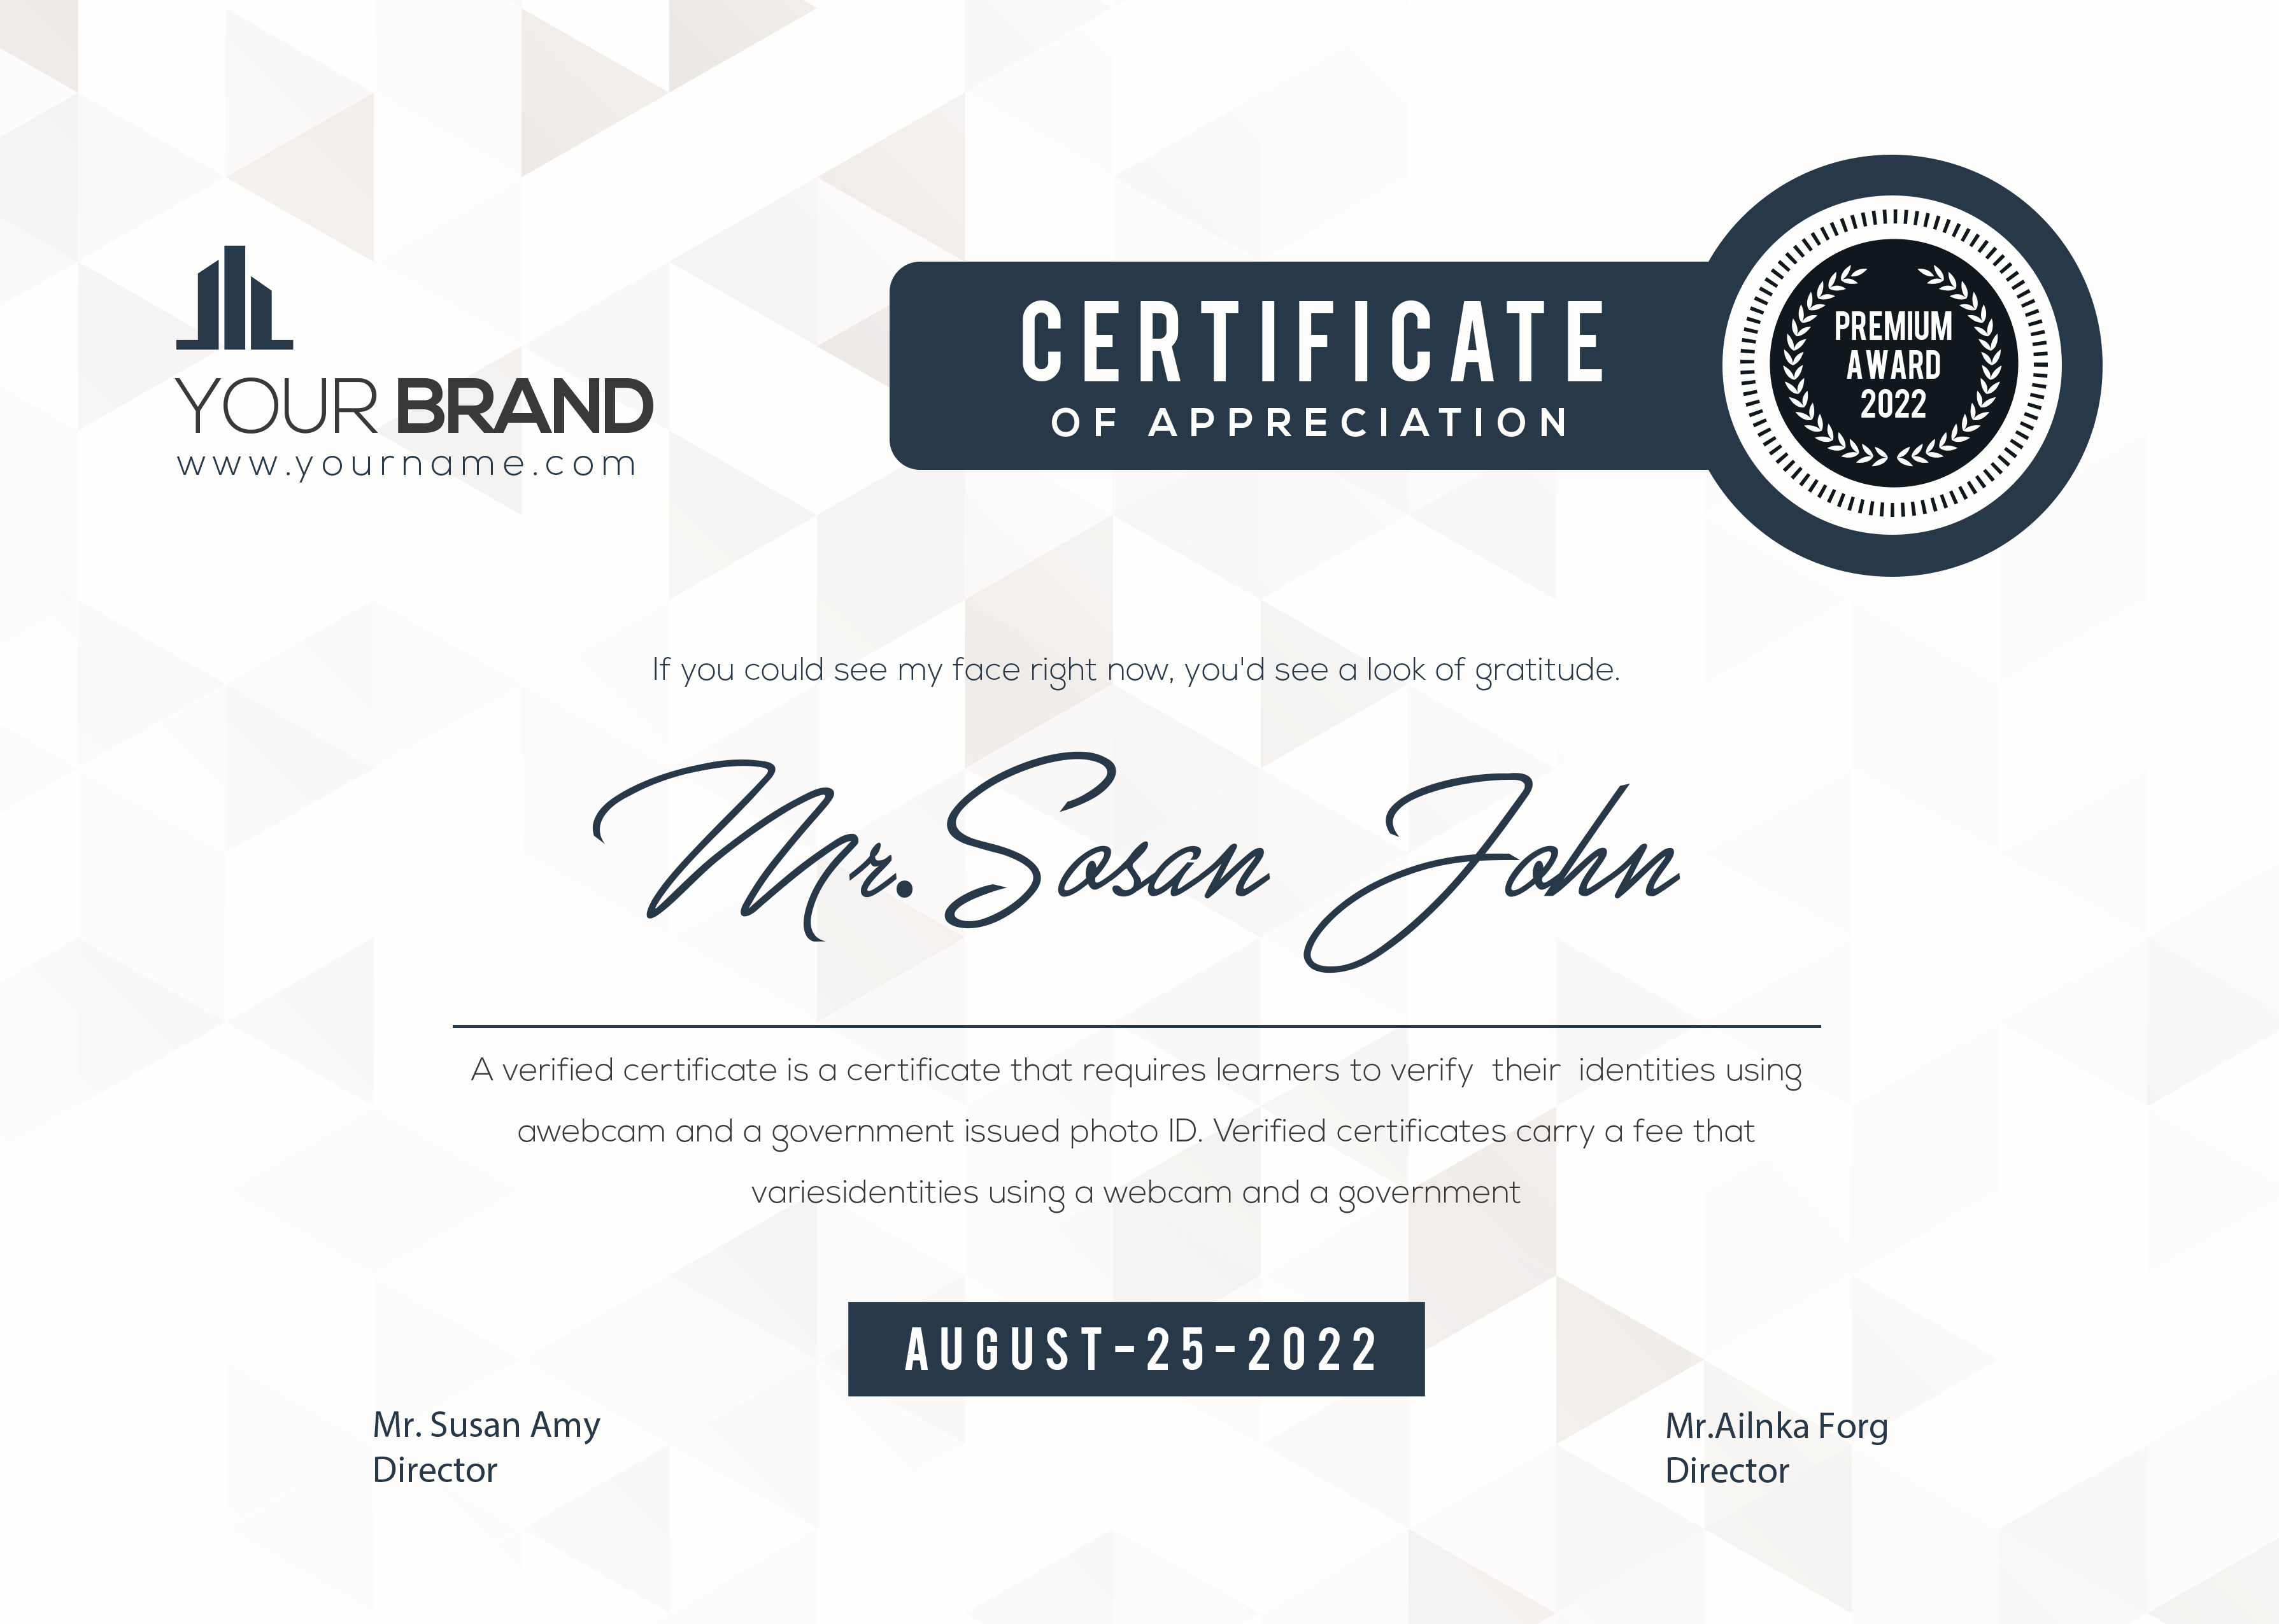 YOUR BRAND
www.yourname.com
CERTIFICATE
OF APPRECIATION
PREMIUM
AWARD
2022
If you could see my face right now, you'd see a look of gratitude.
Mr. Sosan John
A verified certificate is a certificate that requires learners to verify  their  identities using
awebcam and a government issued photo ID. Verified certificates carry a fee that
variesidentities using a webcam and a government
AUGUST-25-2022
Mr. Susan Amy
Director
Mr.Ailnka Forg
Director